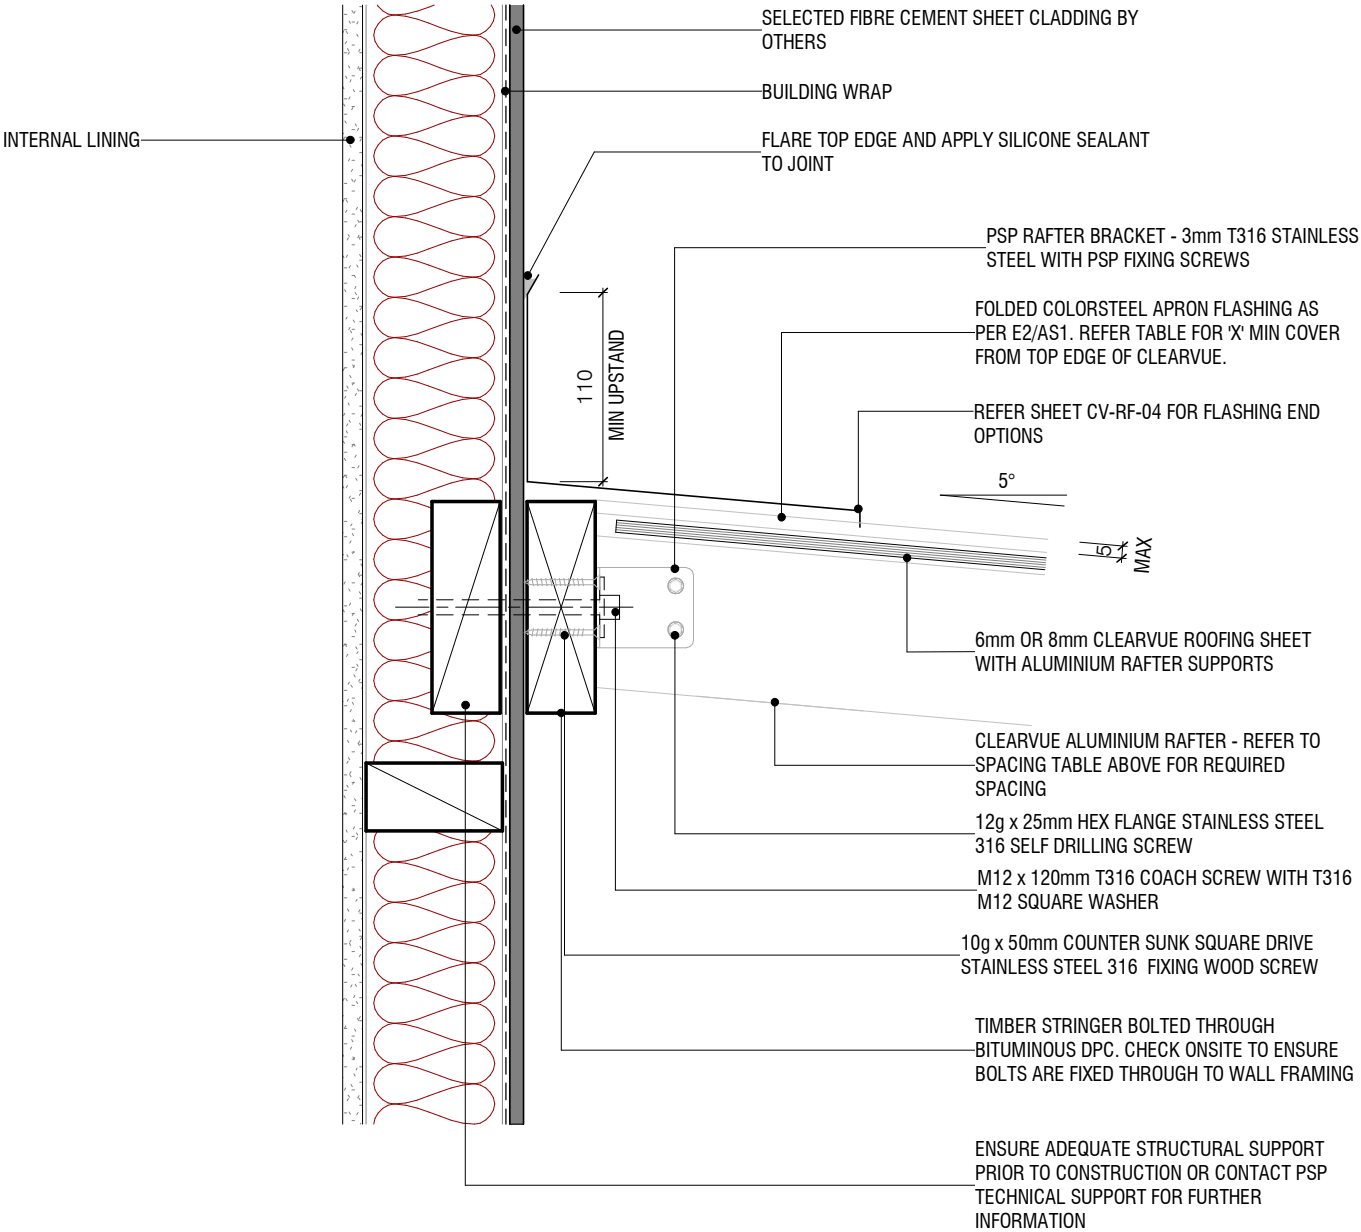 SELECTED FIBRE CEMENT SHEET CLADDING BY
OTHERS
BUILDING WRAP
INTERNAL LINING
FLARE TOP EDGE AND APPLY SILICONE SEALANT
TO JOINT
PSP RAFTER BRACKET - 3mm T316 STAINLESS
STEEL WITH PSP FIXING SCREWS
FOLDED COLORSTEEL APRON FLASHING AS
PER E2/AS1. REFER TABLE FOR 'X' MIN COVER
FROM TOP EDGE OF CLEARVUE.
110
MIN UPSTAND
REFER SHEET CV-RF-04 FOR FLASHING END
OPTIONS
5°
5
MAX
6mm OR 8mm CLEARVUE ROOFING SHEET
WITH ALUMINIUM RAFTER SUPPORTS
CLEARVUE ALUMINIUM RAFTER - REFER TO
SPACING TABLE ABOVE FOR REQUIRED
SPACING
12g x 25mm HEX FLANGE STAINLESS STEEL
316 SELF DRILLING SCREW
M12 x 120mm T316 COACH SCREW WITH T316
M12 SQUARE WASHER
10g x 50mm COUNTER SUNK SQUARE DRIVE
STAINLESS STEEL 316 FIXING WOOD SCREW
TIMBER STRINGER BOLTED THROUGH
BITUMINOUS DPC. CHECK ONSITE TO ENSURE
BOLTS ARE FIXED THROUGH TO WALL FRAMING
ENSURE ADEQUATE STRUCTURAL SUPPORT
PRIOR TO CONSTRUCTION OR CONTACT PSP
TECHNICAL SUPPORT FOR FURTHER
INFORMATION